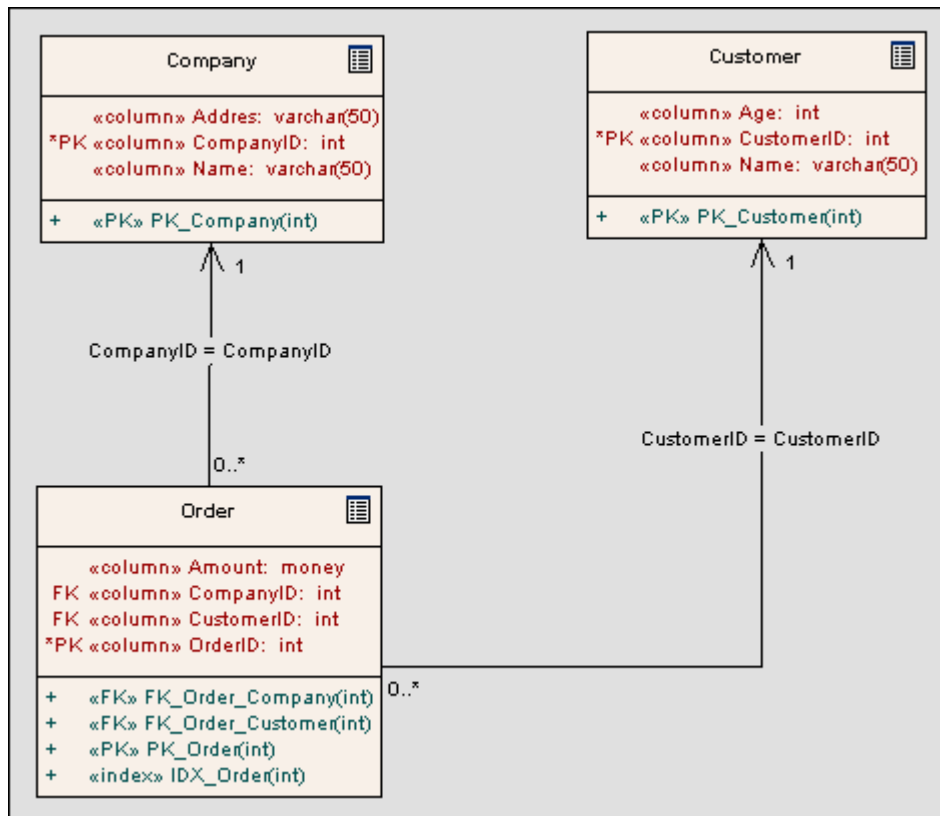 Company
«column» Addres: varchar(50)
*PK «column» CompanyID: int
«column» Name: varchar(50)
+ «PK» PK_Company(int)
Customer
«column» Age: int
*PK «column» CustomerID: int
«column» Name: varchar(50)
+ «PK» PK_Customer(int)
1
CompanyID = CompanyID
0..*
1
CustomerID = CustomerID
0..*
Order
«column» Amount: money
FK «column» CompanyID: int
FK «column» CustomerID: int
*PK «column» OrderID: int
+ «FK» FK_Order_Company(int)
+ «FK» FK_Order_Customer(int)
+ «PK» PK_Order(int)
+ «index» IDX_Order(int)